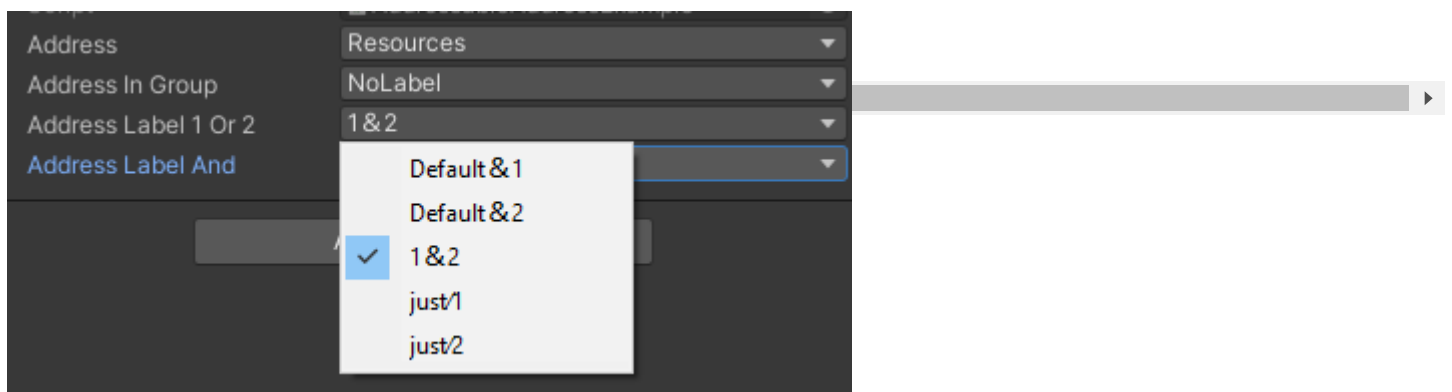 Address
Resources
Address In Group
NoLabel
Address Label 1 Or 2
1&2
Address Label And
Default&1
Default&2
1&2
just⁄1
just⁄2